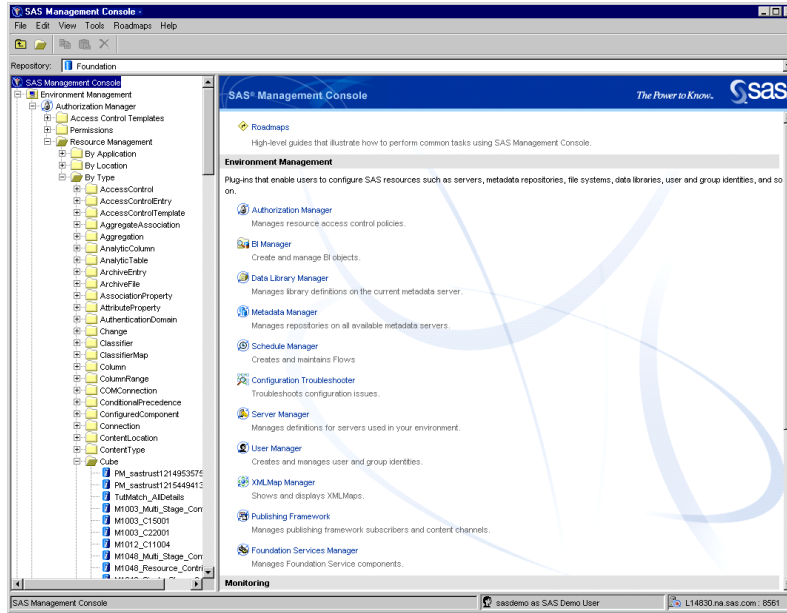 SAS Management Console -
File Edit View Tools Roadmaps Help
Repository: Foundation
SAS Management Console
Environment Management
Authorization Manager
Access Control Templates
Permissions
Resource Management
By Application
By Location
By Type
AccessControl
AccessControlEntry
AccessControlTemplate
AggregateAssociation
Aggregation
AnalyticColumn
AnalyticTable
ArchiveEntry
ArchiveFile
AssociationProperty
AttributeProperty
AuthenticationDomain
Change
Classifier
ClassifierMap
Column
ColumnRange
COMConnection
ConditionalPrecedence
ConfiguredComponent
Connection
ContentLocation
ContentType
Cube
PM_sastrust1214953575
PM_sastrust1215449413
TutMatch_AllDetails
M1003_Multi_Stage_Con
M1003_C15001
M1003_C22001
M1012_C11004
M1048_Multi_Stage_Con
M1048_Resource_Contri
SAS® Management Console
The Power to Know.
sas
Roadmaps
High-level guides that illustrate how to perform common tasks using SAS Management Console.
Environment Management
Plug-ins that enable users to configure SAS resources such as servers, metadata repositories, file systems, data libraries, user and group identities, and so
on.
Authorization Manager
Manages resource access control policies.
BI Manager
Create and manage BI objects.
Data Library Manager
Manages library definitions on the current metadata server.
Metadata Manager
Manages repositories on all available metadata servers.
Schedule Manager
Creates and maintains Flows
Configuration Troubleshooter
Troubleshoots configuration issues.
Server Manager
Manages definitions for servers used in your environment.
User Manager
Creates and manages user and group identities.
XMLMap Manager
Shows and displays XMLMaps.
Publishing Framework
Manages publishing framework subscribers and content channels.
Foundation Services Manager
Manages Foundation Service components.
Monitoring
SAS Management Console
sasdemo as SAS Demo User
L14830.na.sas.com : 8561